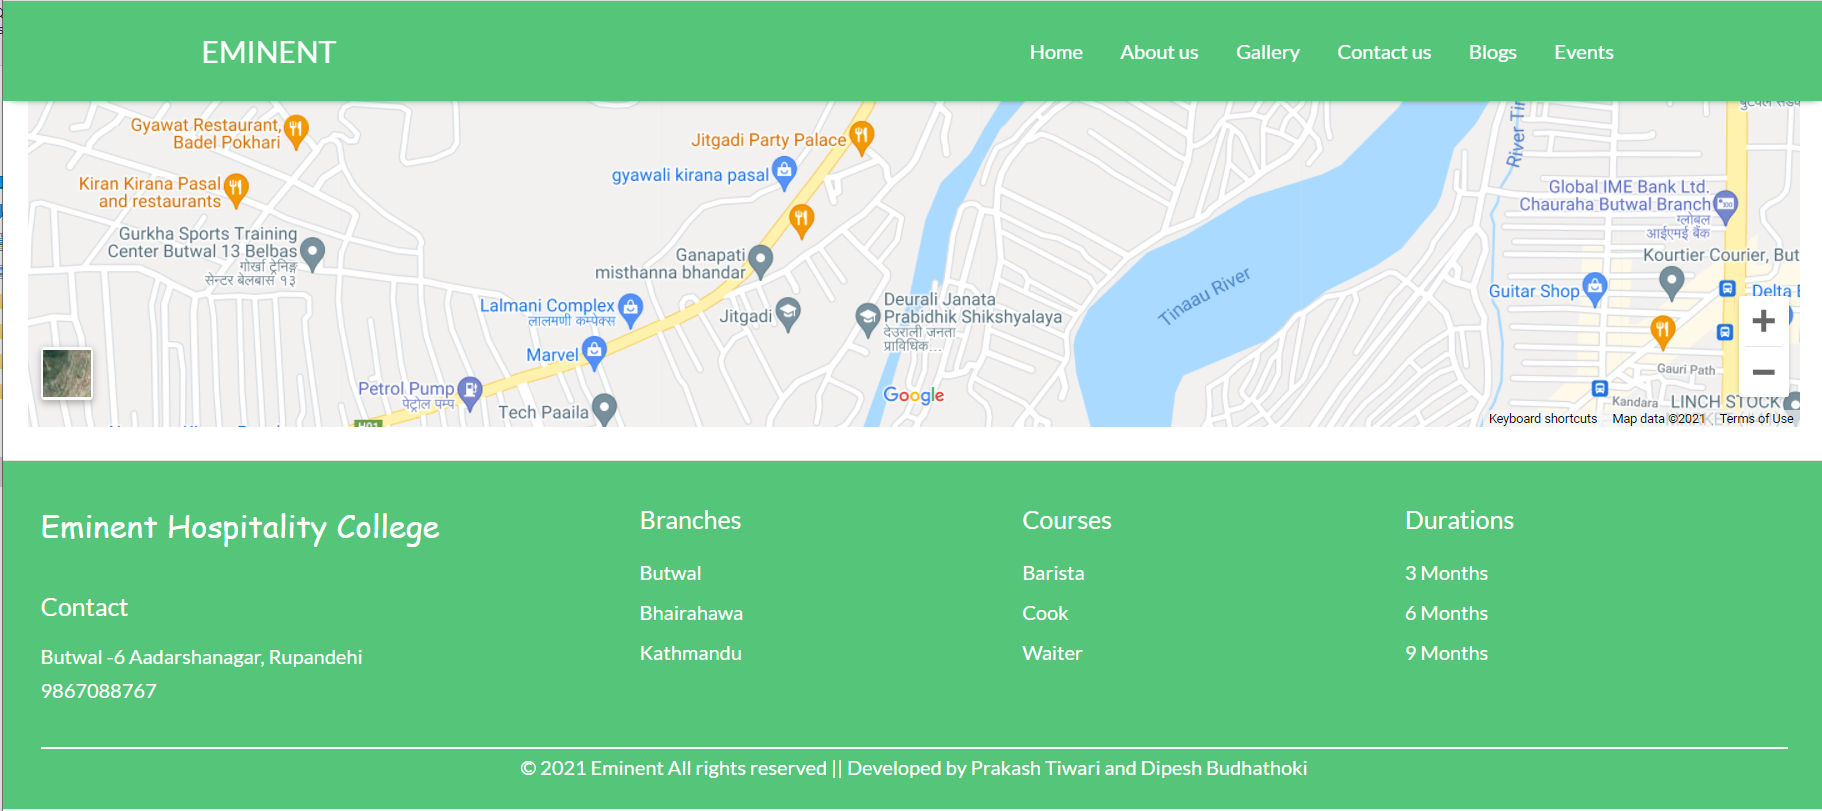 EMINENT
Home
About us
Gallery
Contact us
Blogs
Events
Gyawat Restaurant,
Badel Pokhari
Jitgadi Party Palace
gyawali kirana pasal
Kiran Kirana Pasal
and restaurants
River
Global IME Bank Ltd.
Chauraha Butwal Branch
ग्लोबल
आईएमई बैंक
Gurkha Sports Training
Center Butwal 13 Belbas
गोर्खा ट्रेनिङ्ग
सेन्टर बेलबास १३
Ganapati
misthanna bhandar
Kourtier Courier, But
Tinaau River
Guitar Shop
Delta
Lalmani Complex
लालमणी कम्पेक्स
Jitgadi
Deurali Janata
Prabidhik Shikshyalaya
देउराली जनता
प्राविधिक...
Marvel
Petrol Pump
पेट्रोल पम्प
Tech Paaila
Google
Gauri Path
Kandara
LINCH STOCK
H01
Keyboard shortcuts
Map data ©2021
Terms of Use
Eminent Hospitality College
Contact
Butwal -6 Aadarshanagar, Rupandehi
9867088767
Branches
Butwal
Bhairahawa
Kathmandu
Courses
Barista
Cook
Waiter
Durations
3 Months
6 Months
9 Months
© 2021 Eminent All rights reserved || Developed by Prakash Tiwari and Dipesh Budhathoki